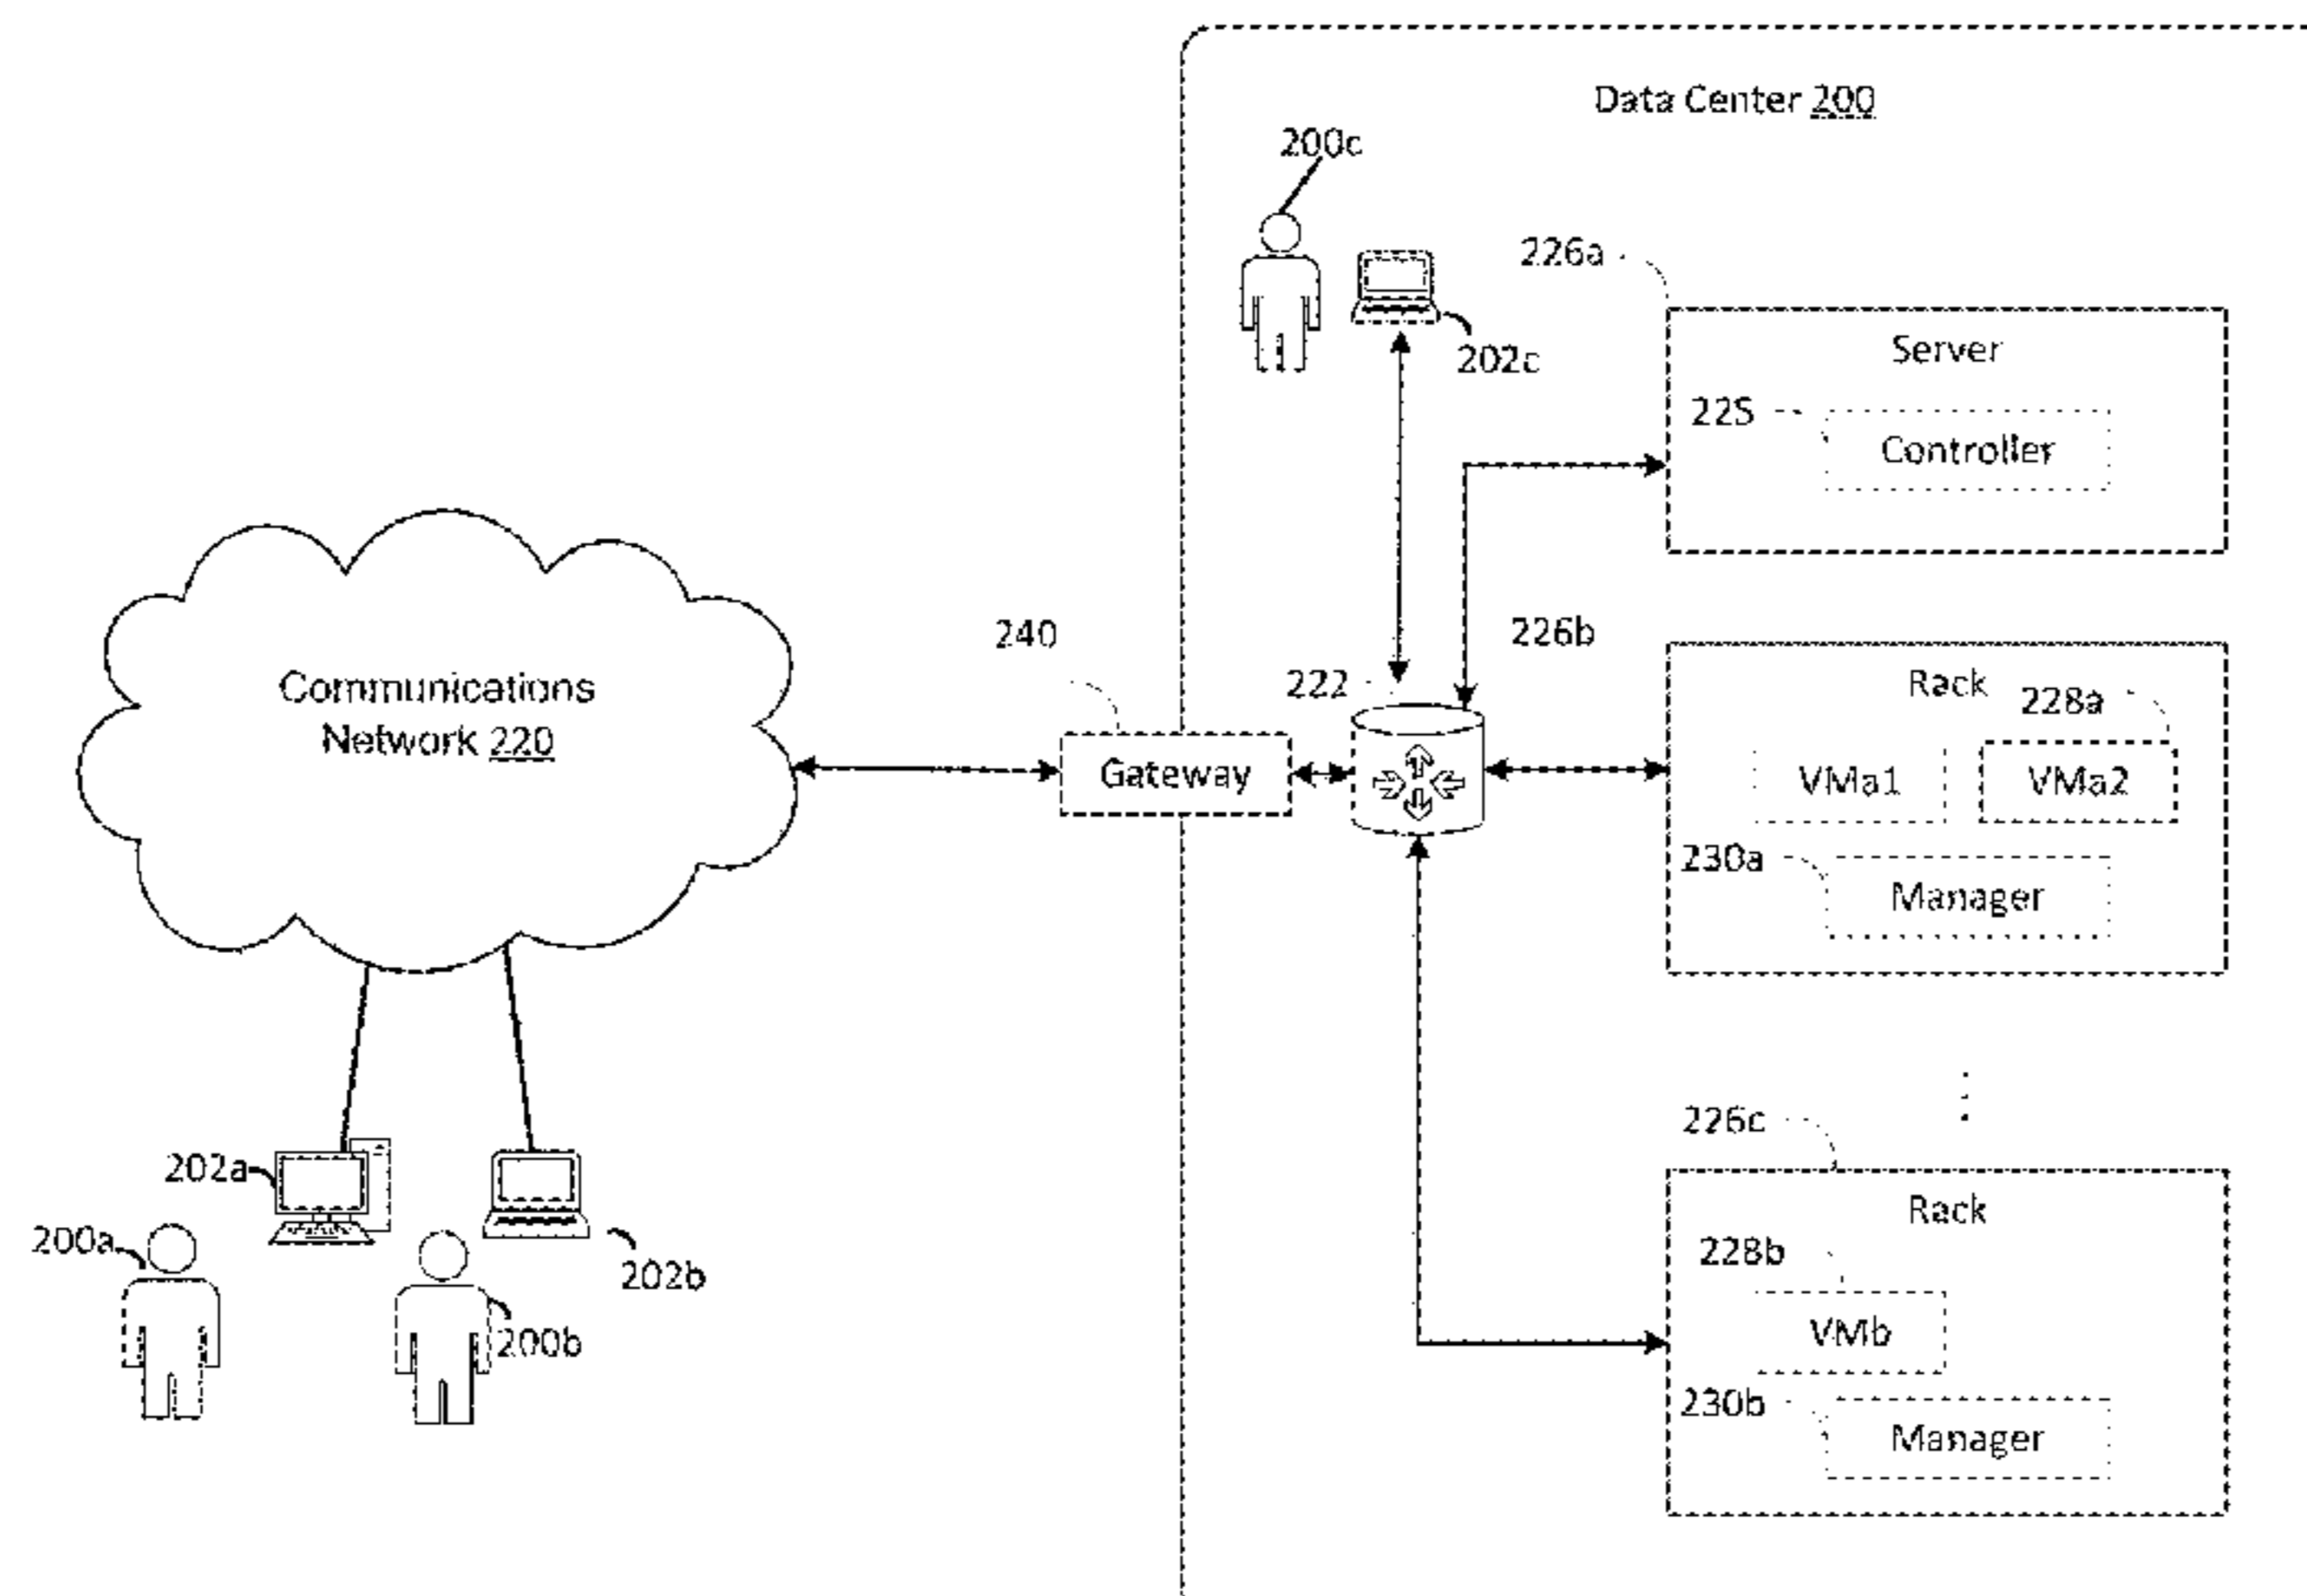 Data Center 200
200c
226a
202c
Server
225
Controller
240
226b
222
Communications
Network 220
Gateway
Rack
228a
VMa1
VMa2
230a
Manager
226c
Rack
228b
VMb
230b
Manager
202a
200a
202b
200b